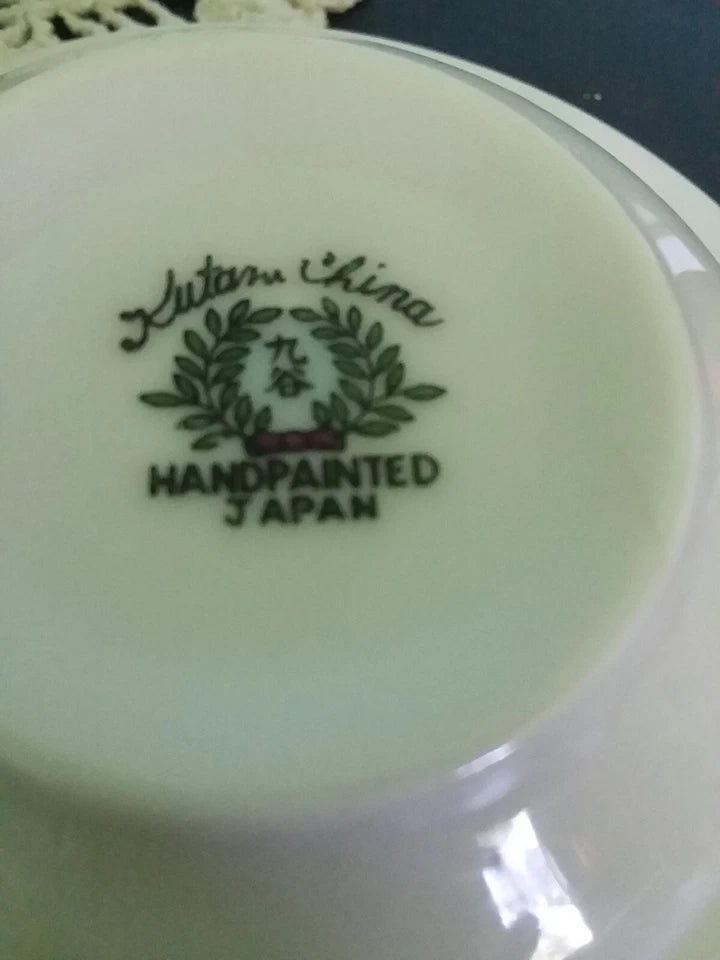 Kutani China
九
谷
HANDPAINTED
JAPAN